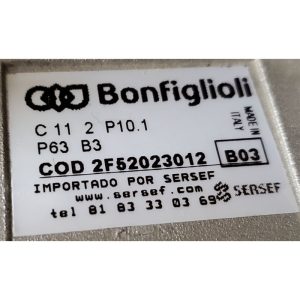 Bonfiglioli
C 11 2 P10.1
P63 B3
MADE IN ITALY
COD 2F52023012 B03
IMPORTADO POR SERSEF
www.sersef.com
tel 81 83 33 03 69 SERSEF